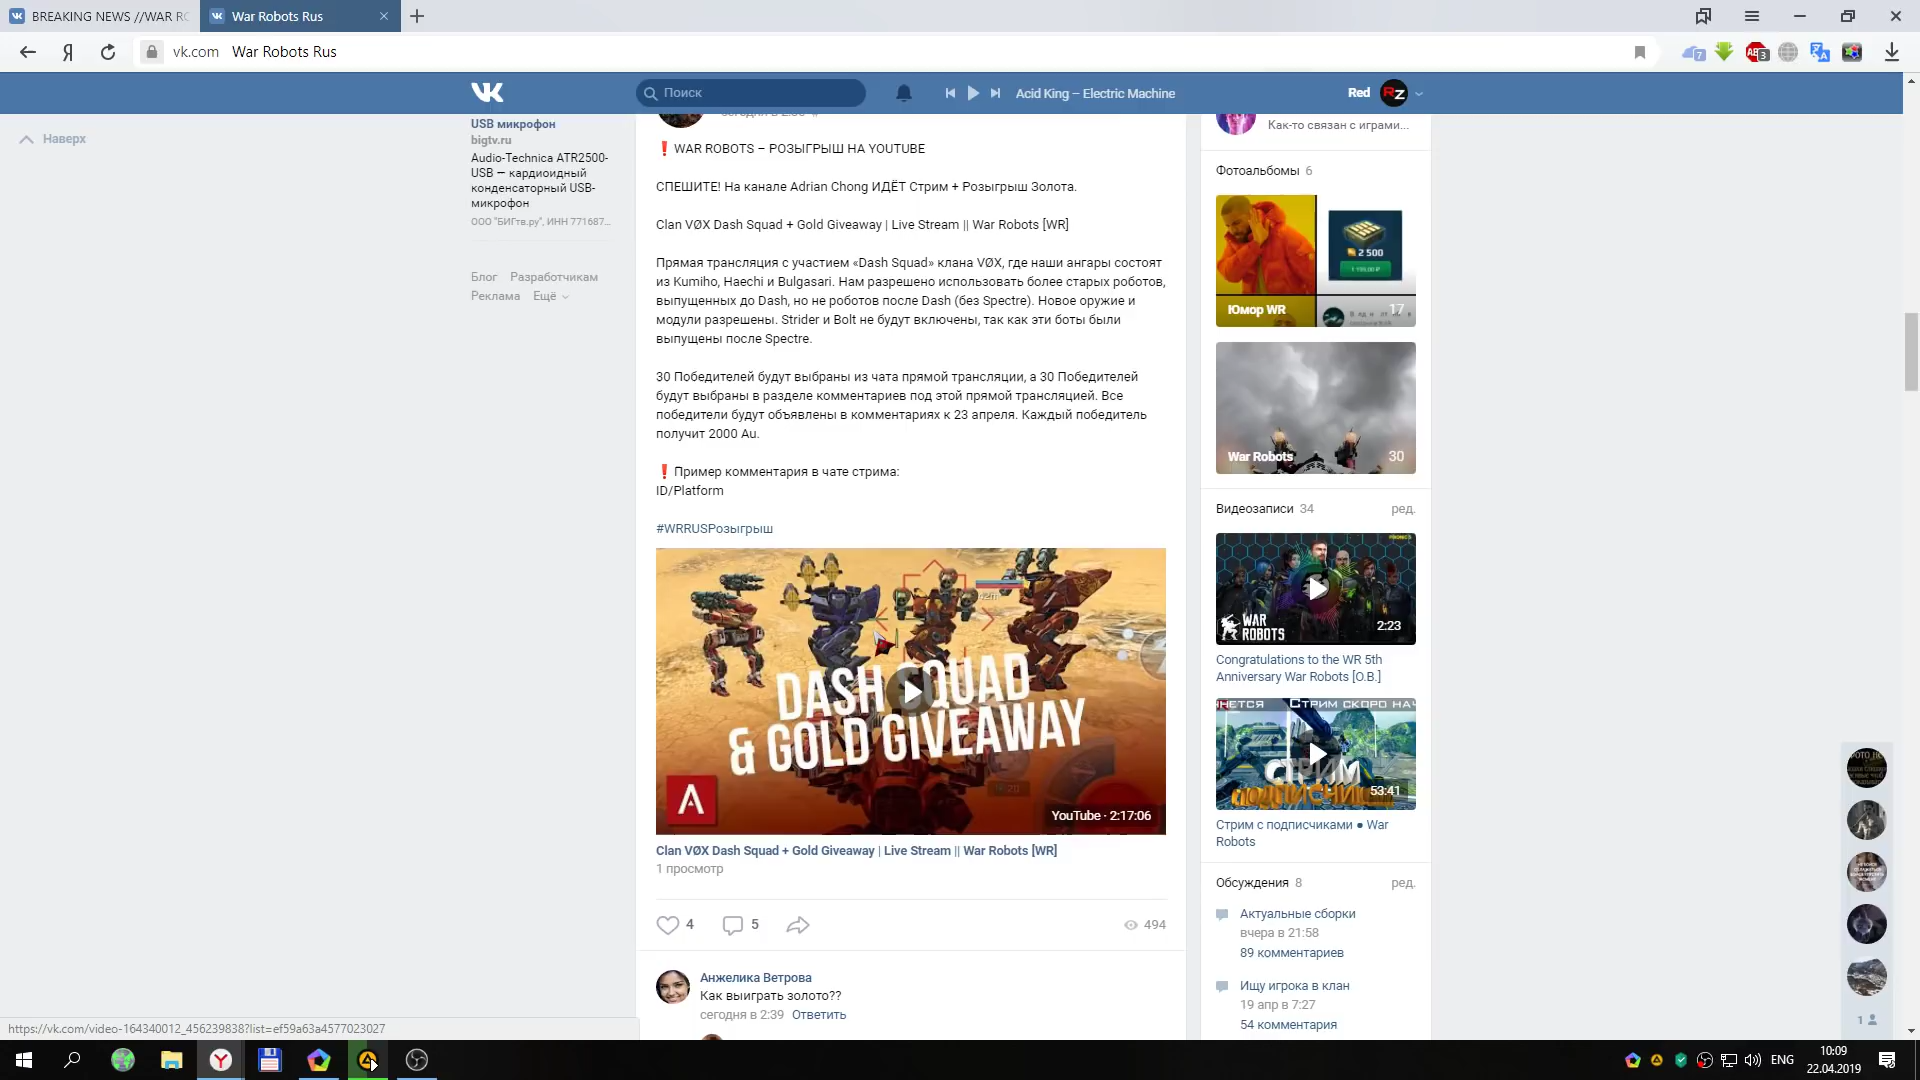 BREAKING NEWS //WAR RO
War Robots Rus
Я
vk.com War Robots Rus
7
ABP 3
Поиск
Acid King – Electric Machine
Red
RZ
Наверх
USB микрофон
bigtv.ru
Audio-Technica ATR2500-
USB — кардиоидный
конденсаторный USB-
микрофон
ООО "БИГтв.ру", ИНН 771687...
Блог Разработчикам
Реклама Ещё
❗ WAR ROBOTS – РОЗЫГРЫШ НА YOUTUBE
СПЕШИТЕ! На канале Adrian Chong ИДЁТ Стрим + Розыгрыш Золота.
Clan VØX Dash Squad + Gold Giveaway | Live Stream || War Robots [WR]
Прямая трансляция с участием «Dash Squad» клана VØX, где наши ангары состоят
из Kumiho, Haechi и Bulgasari. Нам разрешено использовать более старых роботов,
выпущенных до Dash, но не роботов после Dash (без Spectre). Новое оружие и
модули разрешены. Strider и Bolt не будут включены, так как эти боты были
выпущены после Spectre.
30 Победителей будут выбраны из чата прямой трансляции, а 30 Победителей
будут выбраны в разделе комментариев под этой прямой трансляцией. Все
победители будут объявлены в комментариях к 23 апреля. Каждый победитель
получит 2000 Au.
❗ Пример комментария в чате стрима:
ID/Platform
#WRRUSРозыгрыш
DASH SQUAD
& GOLD GIVEAWAY
YouTube · 2:17:06
Clan VØX Dash Squad + Gold Giveaway | Live Stream || War Robots [WR]
1 просмотр
4
5
494
Анжелика Ветрова
Как выиграть золото??
сегодня в 2:39 Ответить
Как-то связан с играми...
Фотоальбомы 6
2 500
Юмор WR 17
War Robots 30
Видеозаписи 34 ред.
WAR
ROBOTS
2:23
Congratulations to the WR 5th
Anniversary War Robots [O.B.]
Стрим скоро нач
СТРИМ
53:41
Стрим с подписчиками ● War
Robots
Обсуждения 8 ред.
Актуальные сборки
вчера в 21:58
89 комментариев
Ищу игрока в клан
19 апр в 7:27
54 комментария
1
https://vk.com/video-164340012_456239838?list=ef59a63a4577023027
ENG
10:09
22.04.2019